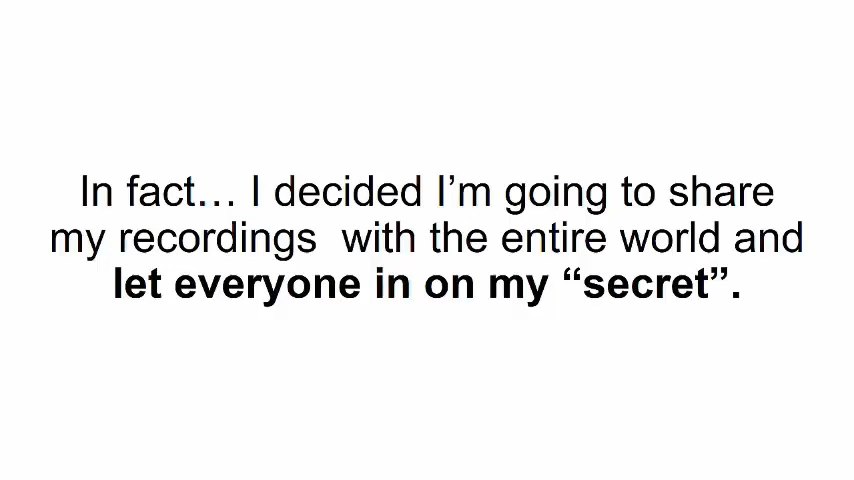 In fact… I decided I’m going to share
my recordings  with the entire world and
let everyone in on my “secret”.